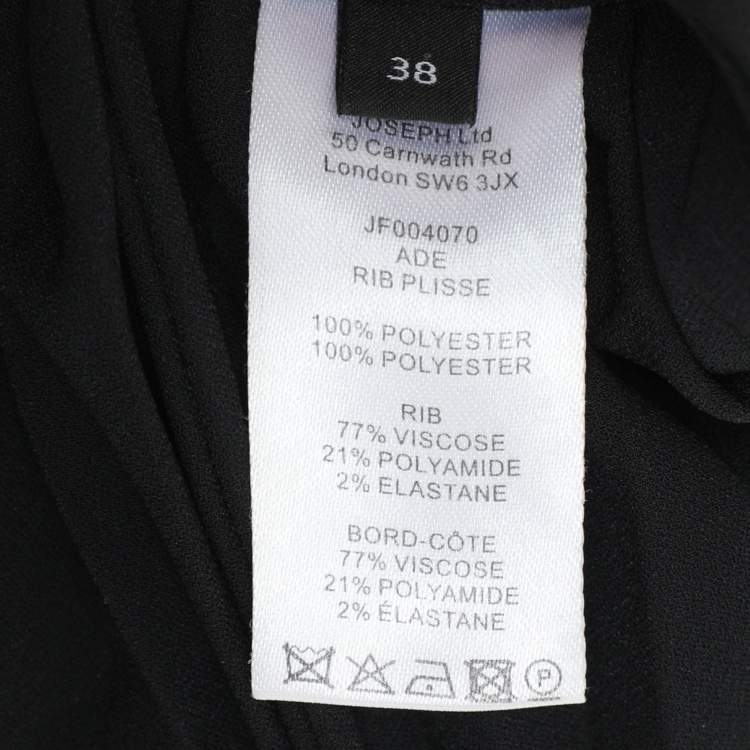 38
JOSEPH Ltd
50 Carnwath Rd
London SW6 3JX
JF004070
ADE
RIB PLISSE
100% POLYESTER
100% POLYESTER
RIB
77% VISCOSE
21% POLYAMIDE
2% ELASTANE
BORD-CÔTE
77% VISCOSE
21% POLYAMIDE
2% ÉLASTANE
P